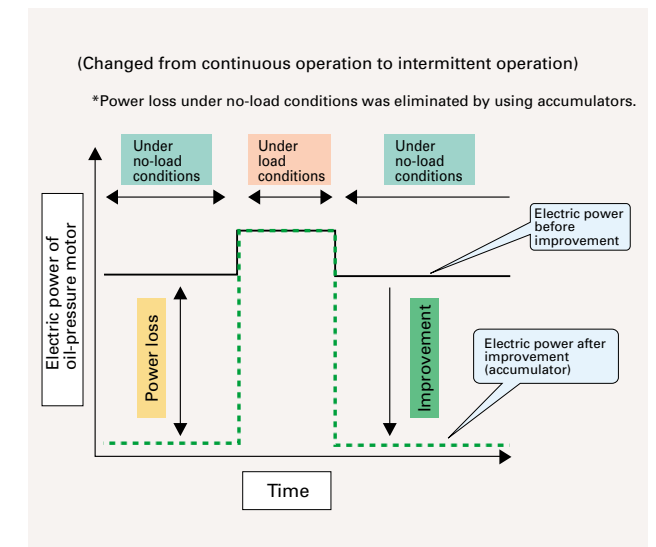 (Changed from continuous operation to intermittent operation)
*Power loss under no-load conditions was eliminated by using accumulators.
Under
no-load
conditions
Under
load
conditions
Under
no-load
conditions
Electric power of
oil-pressure motor
Electric power
before
improvement
Power loss
Improvement
Electric power after
improvement
(accumulator)
Time